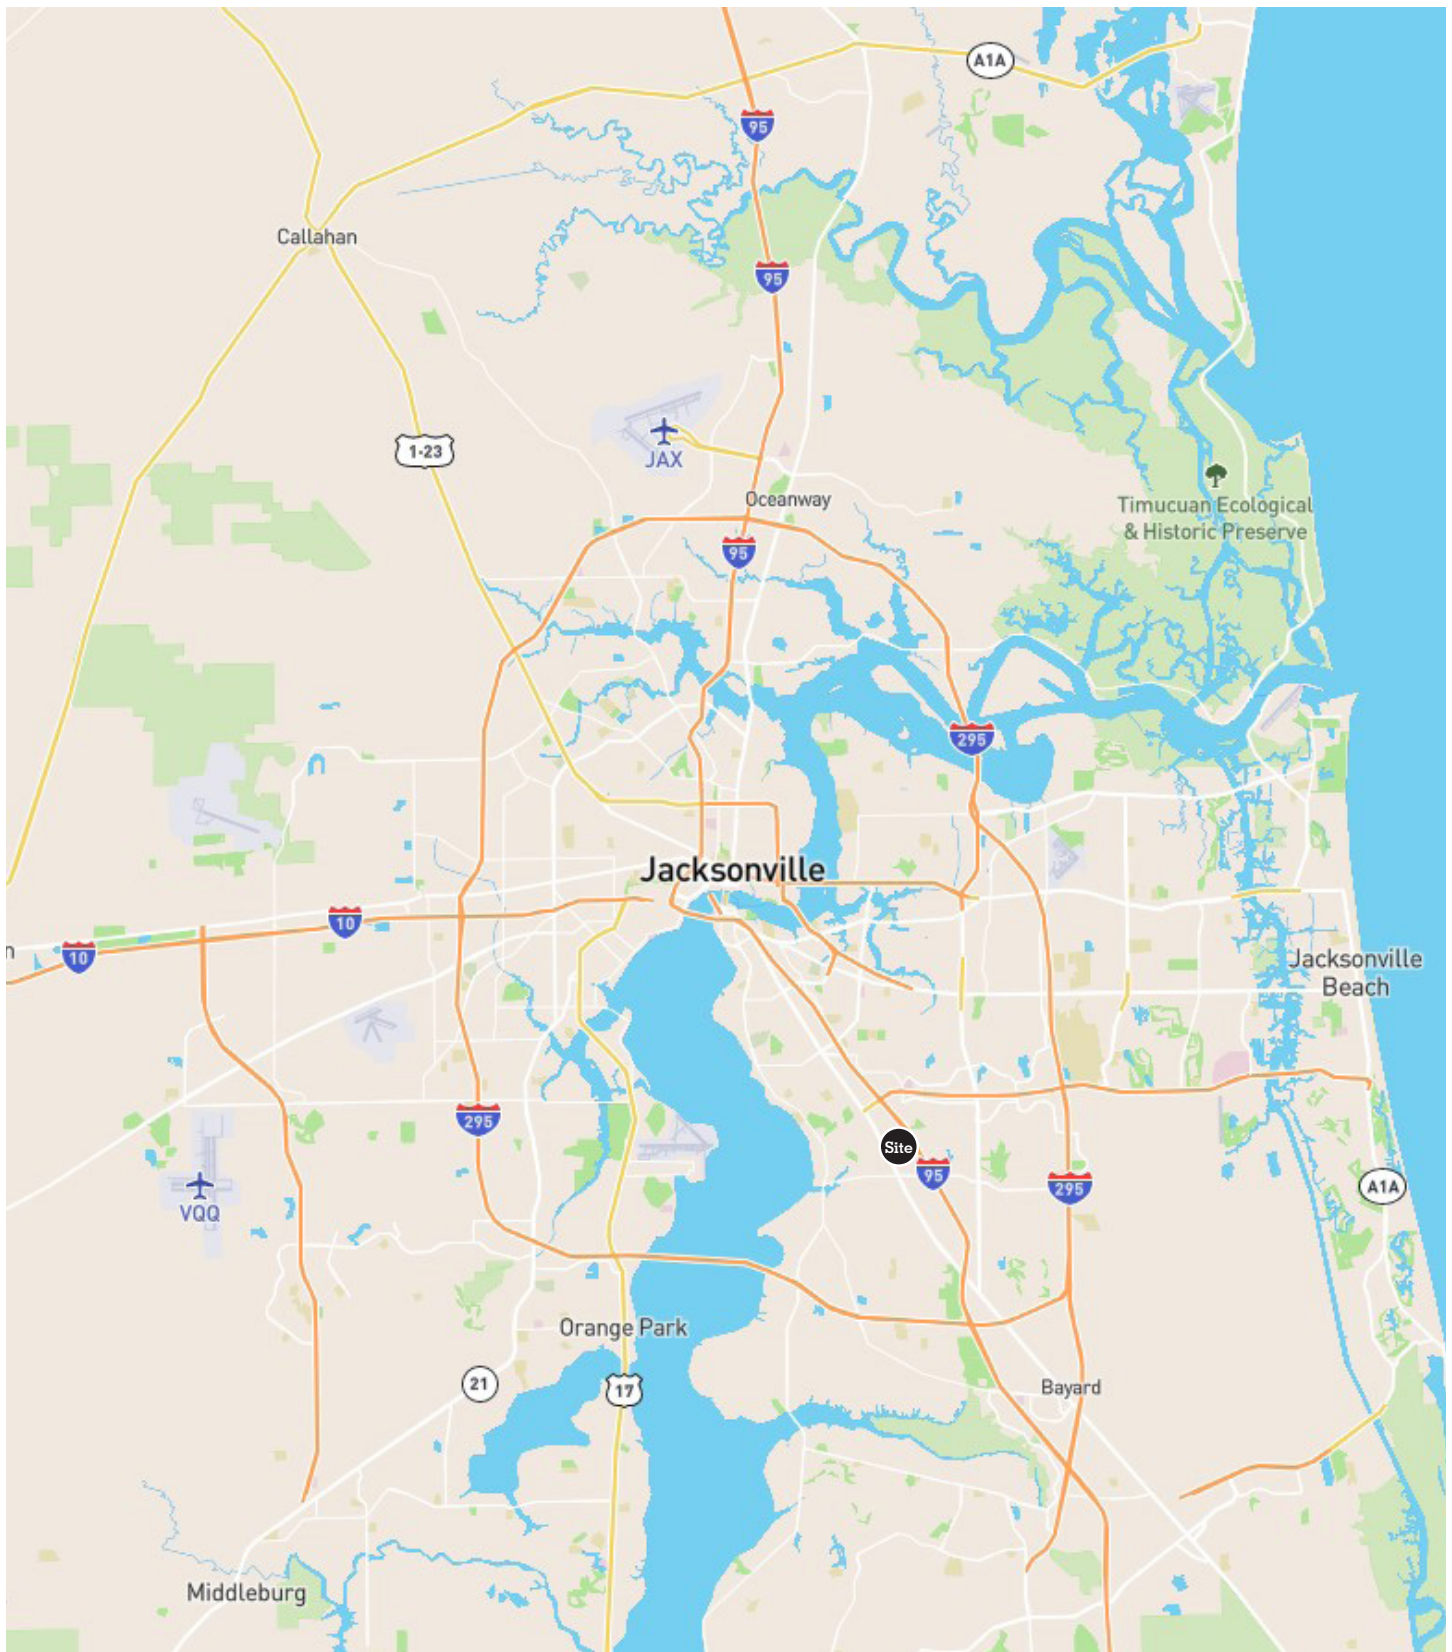 A1A
95
Callahan
95
1-23
JAX
Oceanway
Timucuan Ecological
& Historic Preserve
95
295
Jacksonville
10
10
n
Jacksonville
Beach
295
Site
95
295
A1A
VQQ
Orange Park
21
17
Bayard
Middleburg